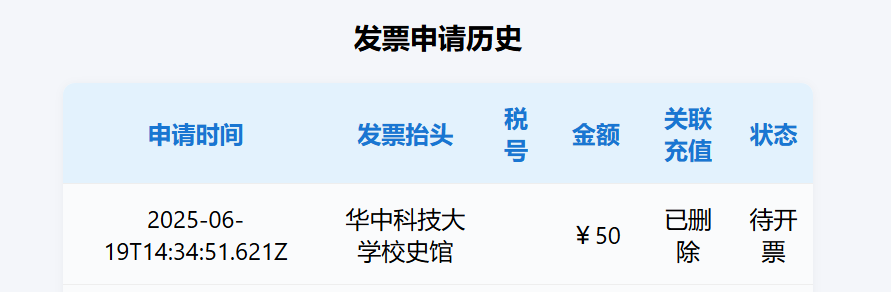 发票申请历史
申请时间 发票抬头 税号 金额 关联充值 状态
2025-06-19T14:34:51.621Z 华中科技大学校史馆 ￥50 已删除 待开票